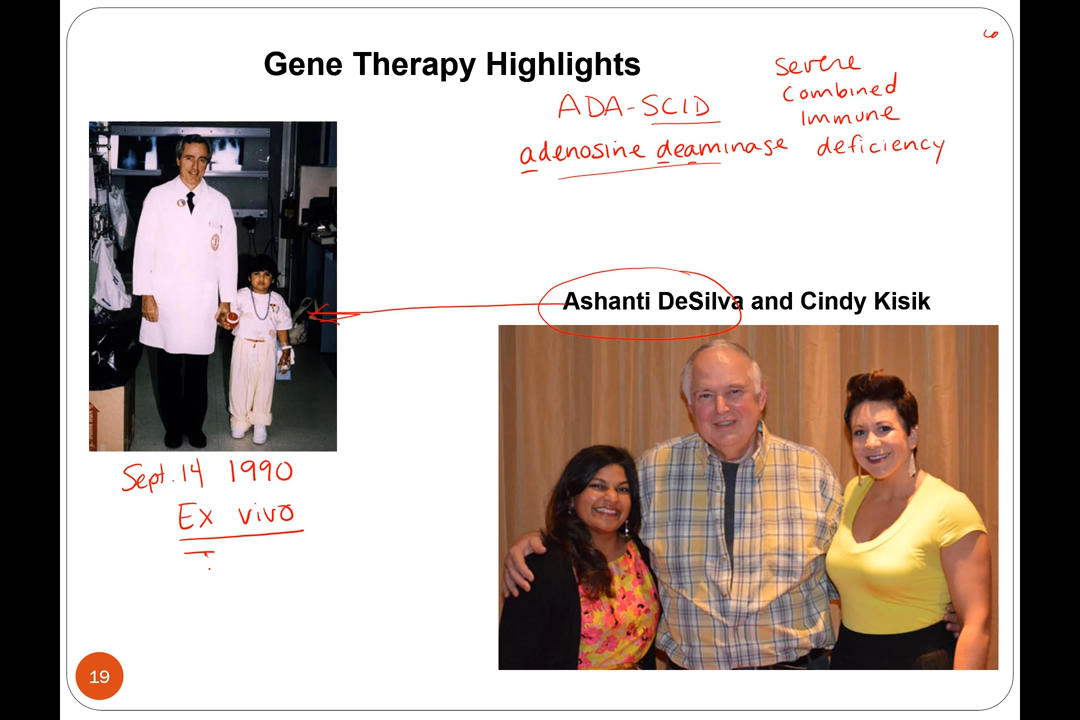 Gene Therapy Highlights
ADA-SCID
adenosine deaminase
Severe
Combined
Immune
deficiency
Ashanti DeSilva and Cindy Kisik
Sept. 14 1990
Ex vivo
19